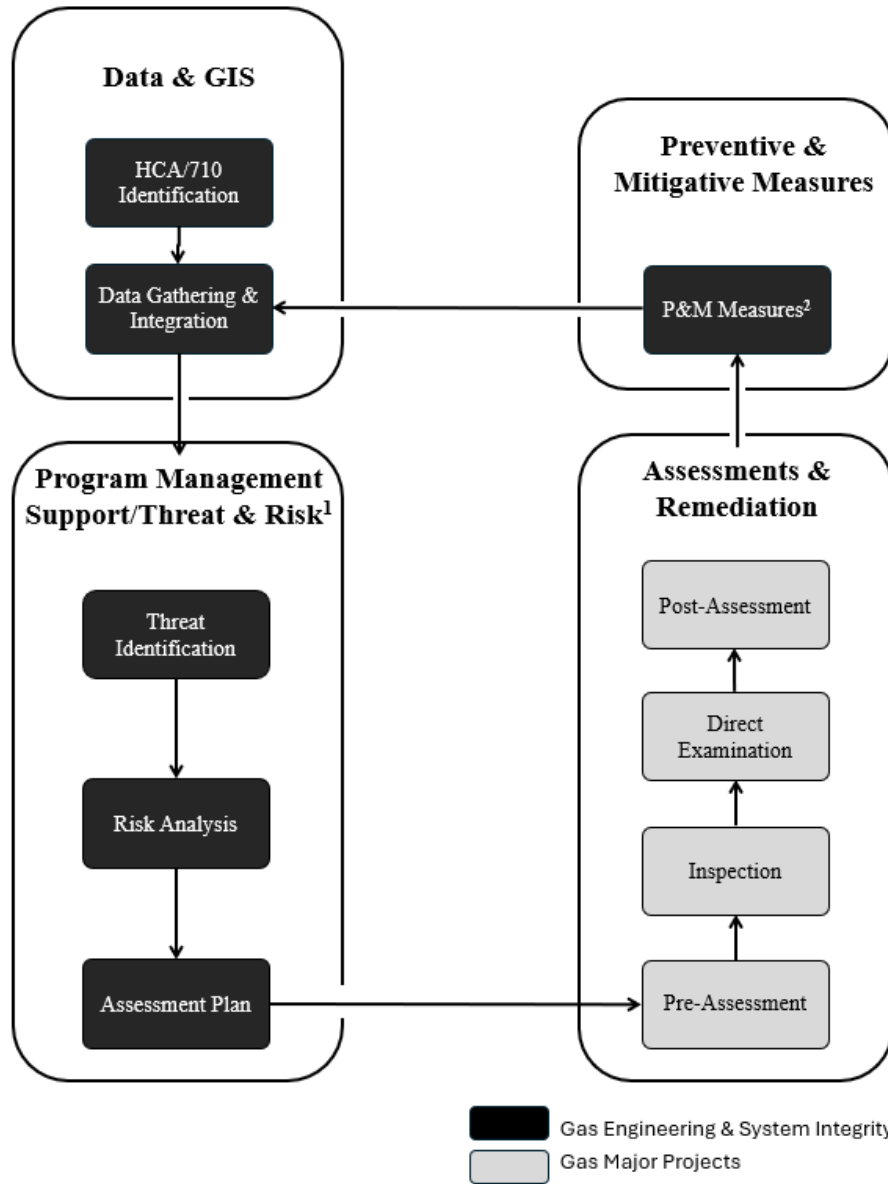 Data & GIS
HCA/710
Identification
Data Gathering &
Integration
Preventive &
Mitigative Measures
P&M Measures²
Program Management
Support/Threat & Risk¹
Threat
Identification
Risk Analysis
Assessment Plan
Assessments &
Remediation
Post-Assessment
Direct
Examination
Inspection
Pre-Assessment
Gas Engineering & System Integrity
Gas Major Projects